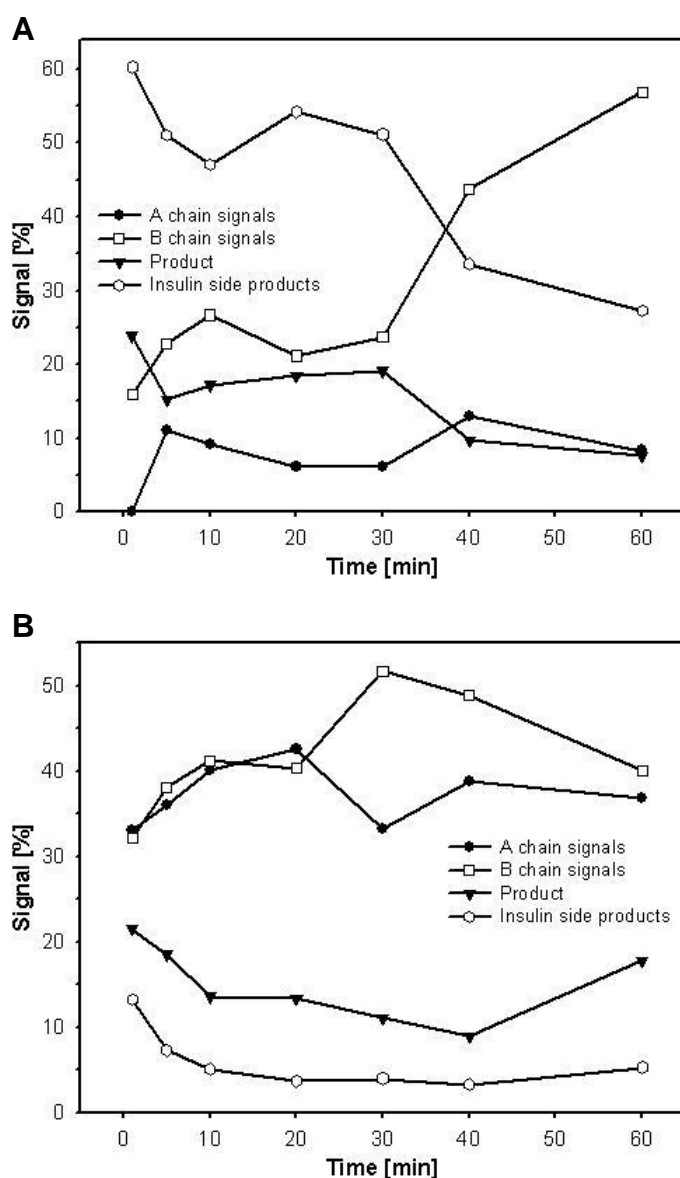 A
60
50
40
30
20
10
0
Signal [%]
A chain signals
B chain signals
Product
Insulin side products
0 10 20 30 40 50 60
Time [min]
B
50
40
30
20
10
0
Signal [%]
A chain signals
B chain signals
Product
Insulin side products
0 10 20 30 40 50 60
Time [min]